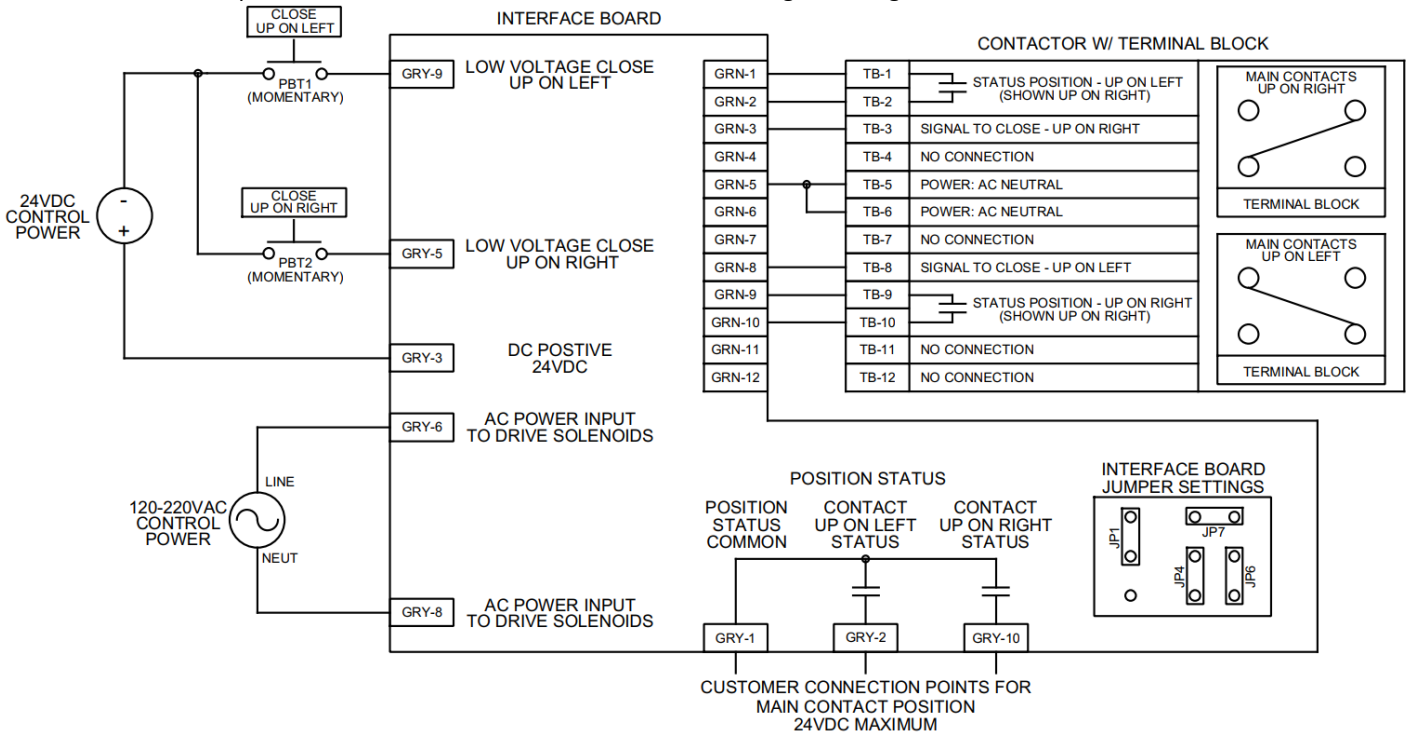 CLOSE
UP ON LEFT
PBT1
(MOMENTARY)
CLOSE
UP ON RIGHT
PBT2
(MOMENTARY)
24VDC
CONTROL
POWER
-
+
120-220VAC
CONTROL
POWER
LINE
NEUT
INTERFACE BOARD
GRY-9
LOW VOLTAGE CLOSE
UP ON LEFT
GRY-5
LOW VOLTAGE CLOSE
UP ON RIGHT
GRY-3
DC POSTIVE
24VDC
GRY-6
AC POWER INPUT
TO DRIVE SOLENOIDS
GRY-8
AC POWER INPUT
TO DRIVE SOLENOIDS
CONTACTOR W/ TERMINAL BLOCK
GRN-1 TB-1
GRN-2 TB-2
STATUS POSITION - UP ON LEFT
(SHOWN UP ON RIGHT)
GRN-3 TB-3 SIGNAL TO CLOSE - UP ON RIGHT
GRN-4 TB-4 NO CONNECTION
GRN-5 TB-5 POWER: AC NEUTRAL
GRN-6 TB-6 POWER: AC NEUTRAL
GRN-7 TB-7 NO CONNECTION
GRN-8 TB-8 SIGNAL TO CLOSE - UP ON LEFT
GRN-9 TB-9
GRN-10 TB-10
STATUS POSITION - UP ON RIGHT
(SHOWN UP ON RIGHT)
GRN-11 TB-11 NO CONNECTION
GRN-12 TB-12 NO CONNECTION
MAIN CONTACTS
UP ON RIGHT
TERMINAL BLOCK
MAIN CONTACTS
UP ON LEFT
TERMINAL BLOCK
POSITION STATUS
POSITION
STATUS
COMMON
CONTACT
UP ON LEFT
STATUS
CONTACT
UP ON RIGHT
STATUS
GRY-1
GRY-2
GRY-10
CUSTOMER CONNECTION POINTS FOR
MAIN CONTACT POSITION
24VDC MAXIMUM
INTERFACE BOARD
JUMPER SETTINGS
JP1
JP7
JP4
JP6